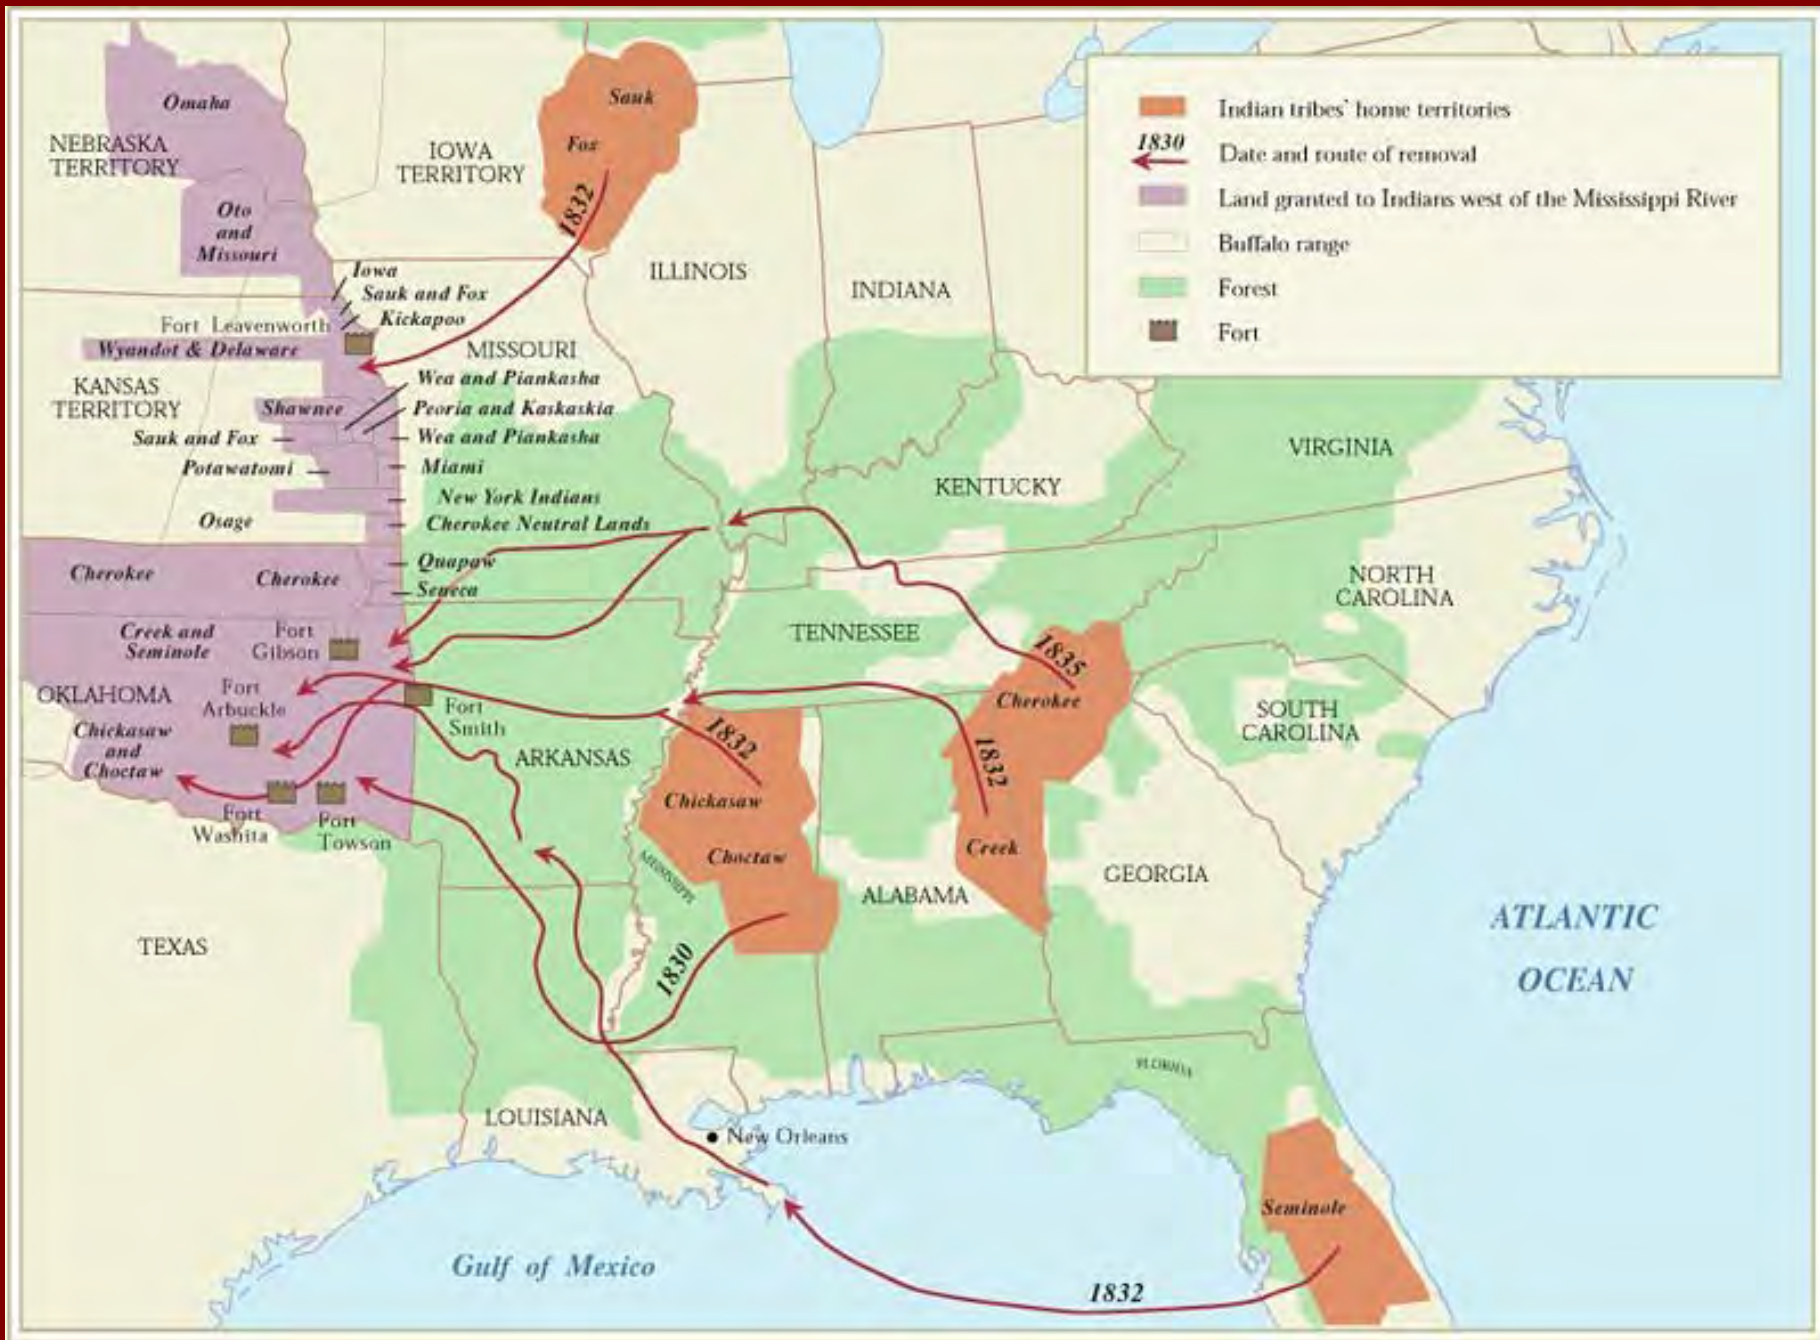 Indian tribes' home territories
1830
Date and route of removal
Land granted to Indians west of the Mississippi River
Buffalo range
Forest
Fort
Omaha
NEBRASKA
TERRITORY
Oto
and
Missouri
IOWA
TERRITORY
Sauk
Fox
1832
Iowa
Sauk and Fox
Kickapoo
Fort Leavenworth
Wyandot & Delaware
ILLINOIS
INDIANA
MISSOURI
KANSAS
TERRITORY
Wea and Piankasha
Shawnee
Peoria and Kaskaskia
Sauk and Fox
Wea and Piankasha
Potawatomi
Miami
New York Indians
Osage
Cherokee Neutral Lands
KENTUCKY
VIRGINIA
Cherokee
Cherokee
Quapaw
Seneca
NORTH
CAROLINA
TENNESSEE
Creek and
Seminole
Fort
Gibson
1835
Cherokee
OKLAHOMA
Fort
Arbuckle
Fort
Smith
Chickasaw
and
Choctaw
ARKANSAS
1832
1832
SOUTH
CAROLINA
Chickasaw
Fort
Washita
Fort
Towson
Choctaw
Creek
MISSISSIPPI
ALABAMA
GEORGIA
TEXAS
1830
ATLANTIC
OCEAN
FLORIDA
LOUISIANA
New Orleans
Seminole
Gulf of Mexico
1832